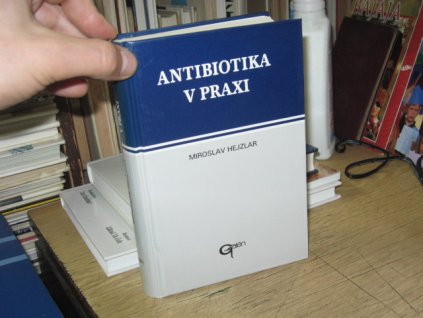 ANTIBIOTIKA
V PRAXI
MIROSLAV HEJZLAR
Galén